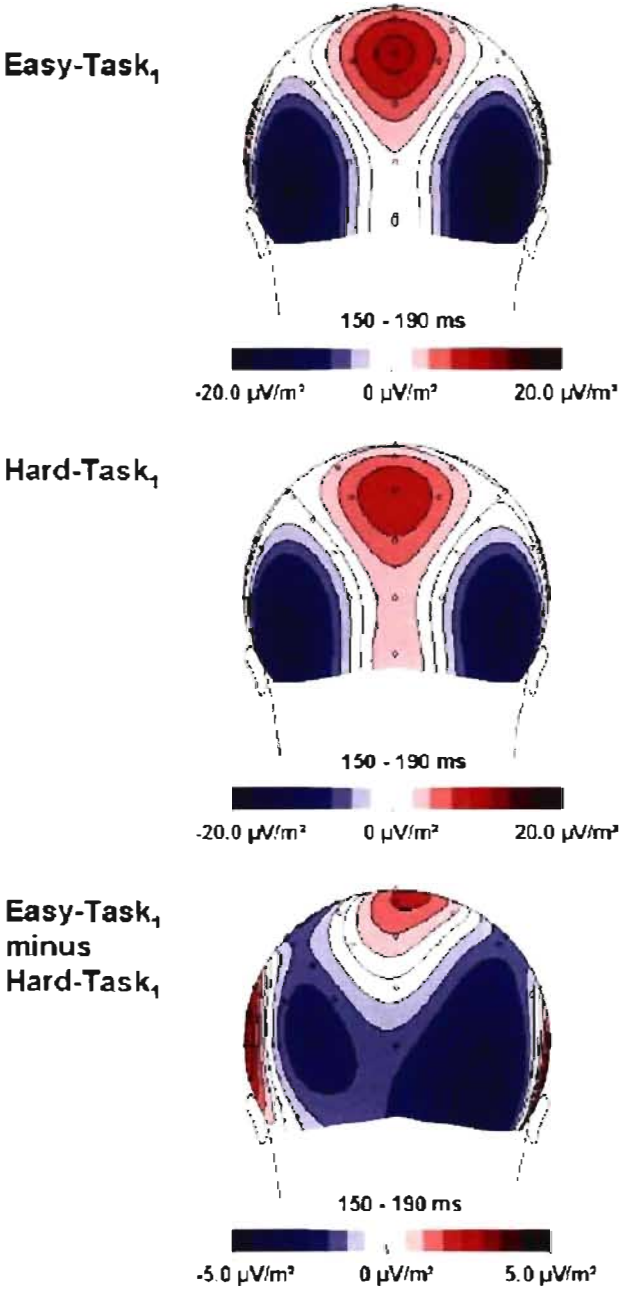 Easy-Task₁
150 - 190 ms
-20.0 µV/m² 0 µV/m² 20.0 µV/m²
Hard-Task₁
150 - 190 ms
-20.0 µV/m² 0 µV/m² 20.0 µV/m²
Easy-Task₁
minus
Hard-Task₁
150 - 190 ms
-5.0 µV/m² 0 µV/m² 5.0 µV/m²